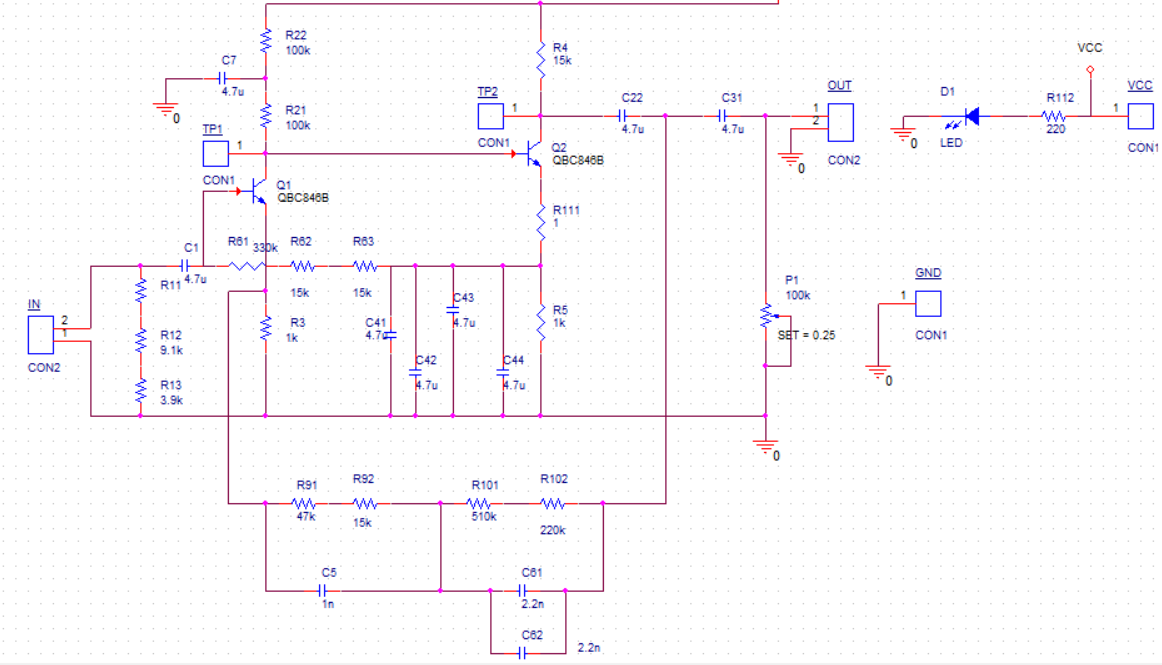 R22
100k
R4
15k
C7
4.7u
VCC
0
R21
100k
TP2
1
CON1
C22
4.7u
C31
4.7u
OUT
1
2
CON2
0
D1
LED
0
R112
220
VCC
1
CON1
TP1
1
CON1
Q2
QBC846B
Q1
QBC846B
R111
1
C1
4.7u
R61
330k
R62
15k
R63
15k
R11
R12
9.1k
R13
3.9k
IN
2
1
CON2
R3
1k
C41
4.7u
C42
4.7u
C43
4.7u
C44
4.7u
R5
1k
P1
100k
SET = 0.25
0
GND
1
CON1
0
R91
47k
R92
15k
R101
510k
R102
220k
C5
1n
C61
2.2n
C62
2.2n